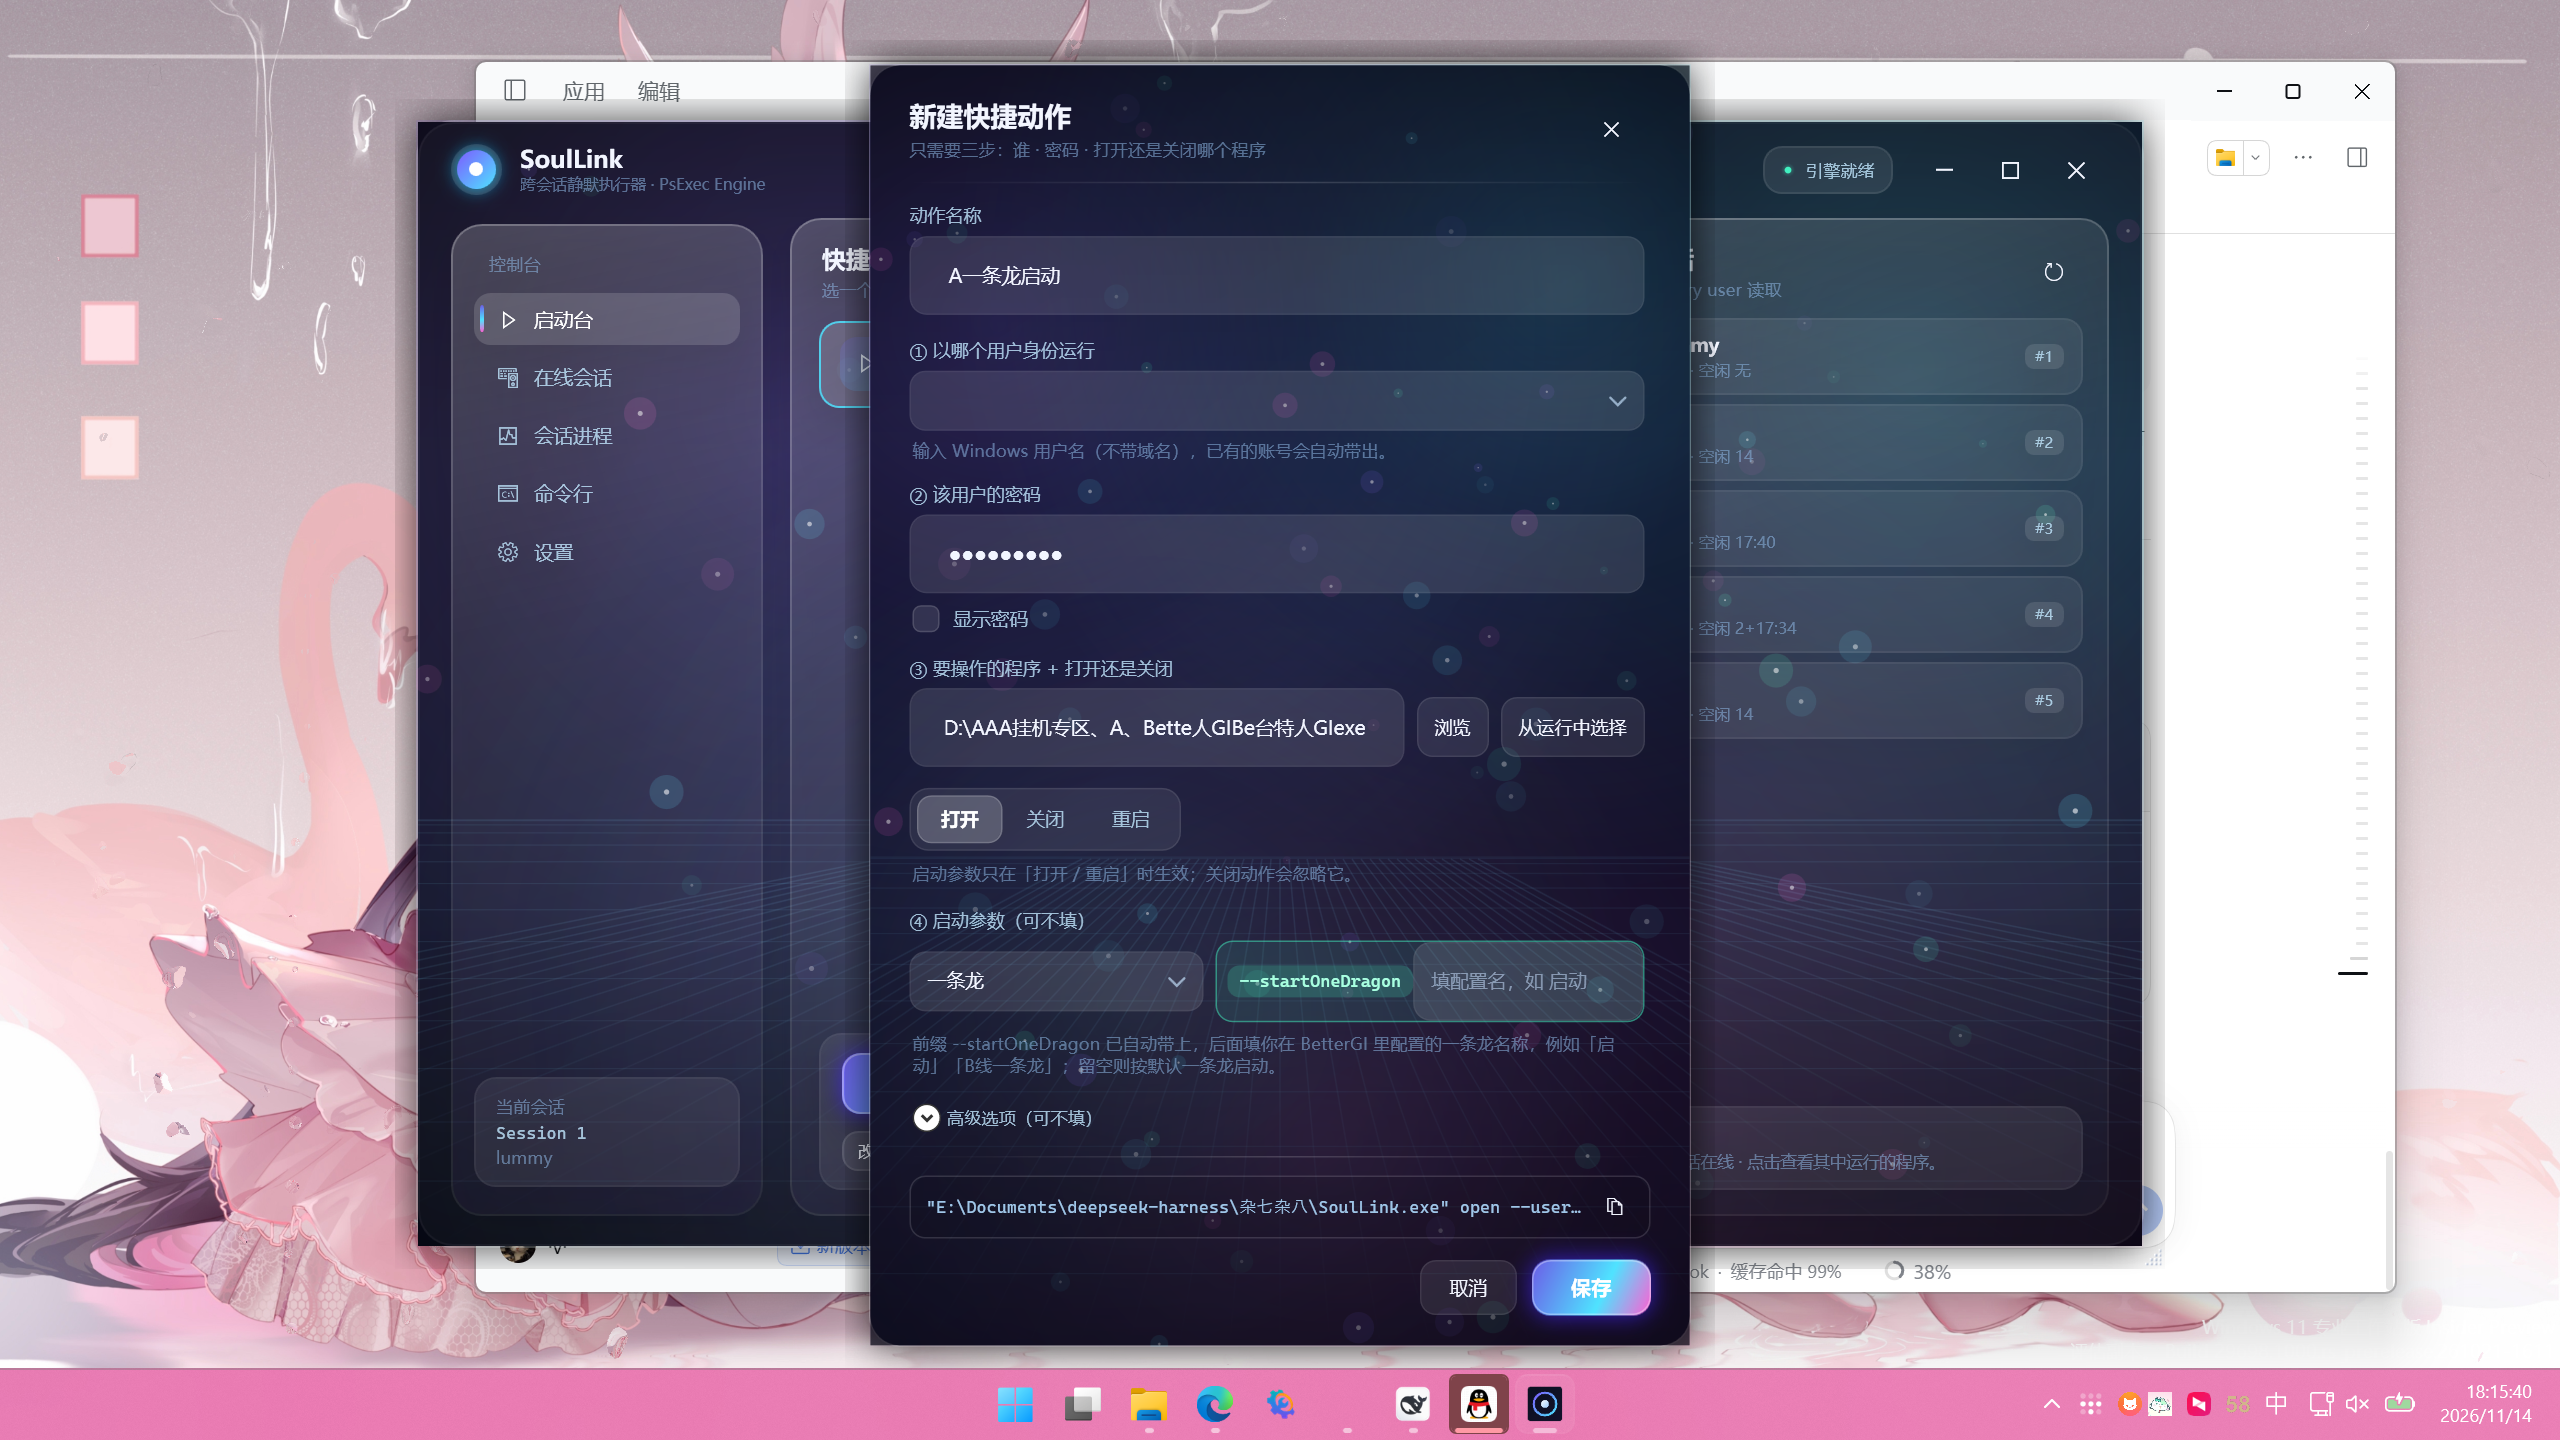 应用 编辑
SoulLink
跨会话静默执行器 · PsExec Engine
引擎就绪
控制台
启动台
在线会话
会话进程
命令行
设置
当前会话
Session 1
lummy
快捷
选一个
改
新建快捷动作
只需要三步：谁 · 密码 · 打开还是关闭哪个程序
动作名称
A一条龙启动
① 以哪个用户身份运行
输入 Windows 用户名（不带域名），已有的账号会自动带出。
② 该用户的密码
●●●●●●●●●
显示密码
③ 要操作的程序 + 打开还是关闭
D:\AAA挂机专区、A、Bette人GIBe台特人GIexe
浏览
从运行中选择
打开 关闭 重启
启动参数只在「打开 / 重启」时生效；关闭动作会忽略它。
④ 启动参数（可不填）
一条龙
--startOneDragon 填配置名，如 启动
前缀 --startOneDragon 已自动带上，后面填你在 BetterGI 里配置的一条龙名称，例如「启
动」「B线一条龙」；留空则按默认一条龙启动。
高级选项（可不填）
"E:\Documents\deepseek-harness\杂七杂八\SoulLink.exe" open --user…
取消 保存
ry user 读取
my
· 空闲 无
#1
· 空闲 14
#2
· 空闲 17:40
#3
· 空闲 2+17:34
#4
· 空闲 14
#5
话在线 · 点击查看其中运行的程序。
新版本
ok · 缓存命中 99% 38%
58 中
18:15:40
2026/11/14